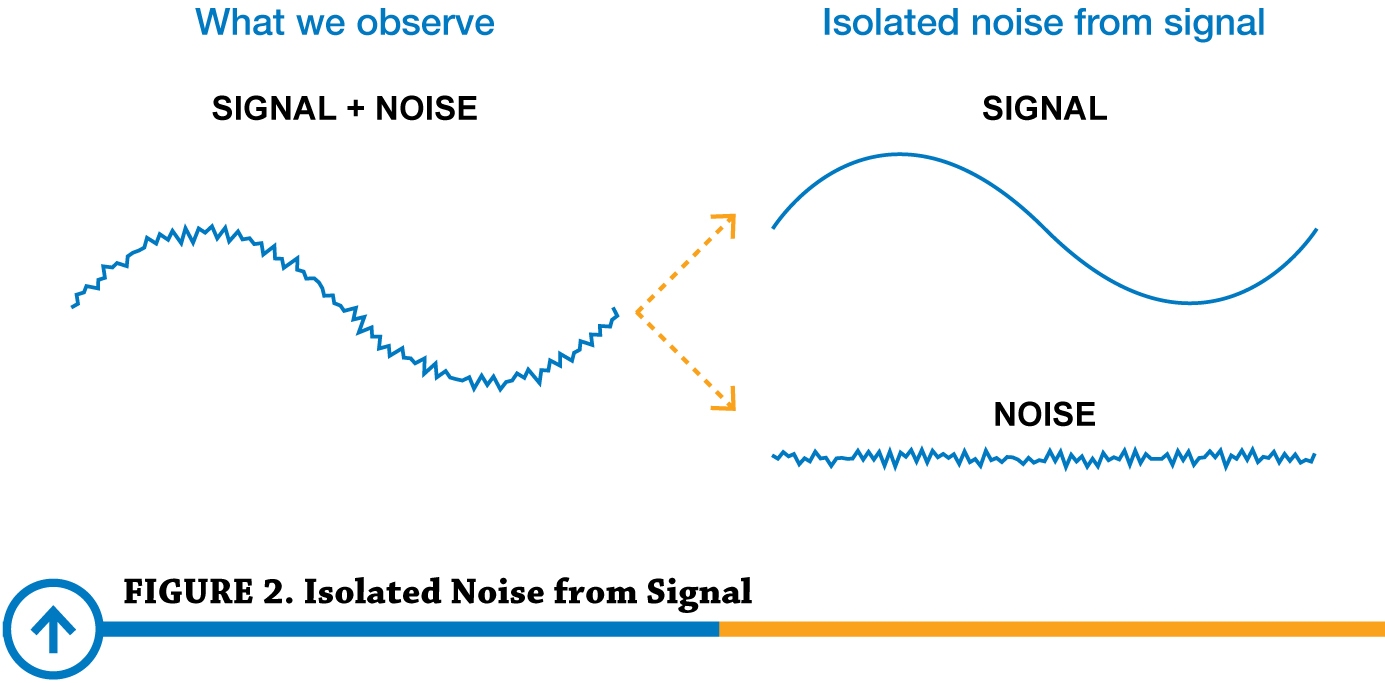 What we observe
Isolated noise from signal
SIGNAL + NOISE
SIGNAL
NOISE
FIGURE 2. Isolated Noise from Signal